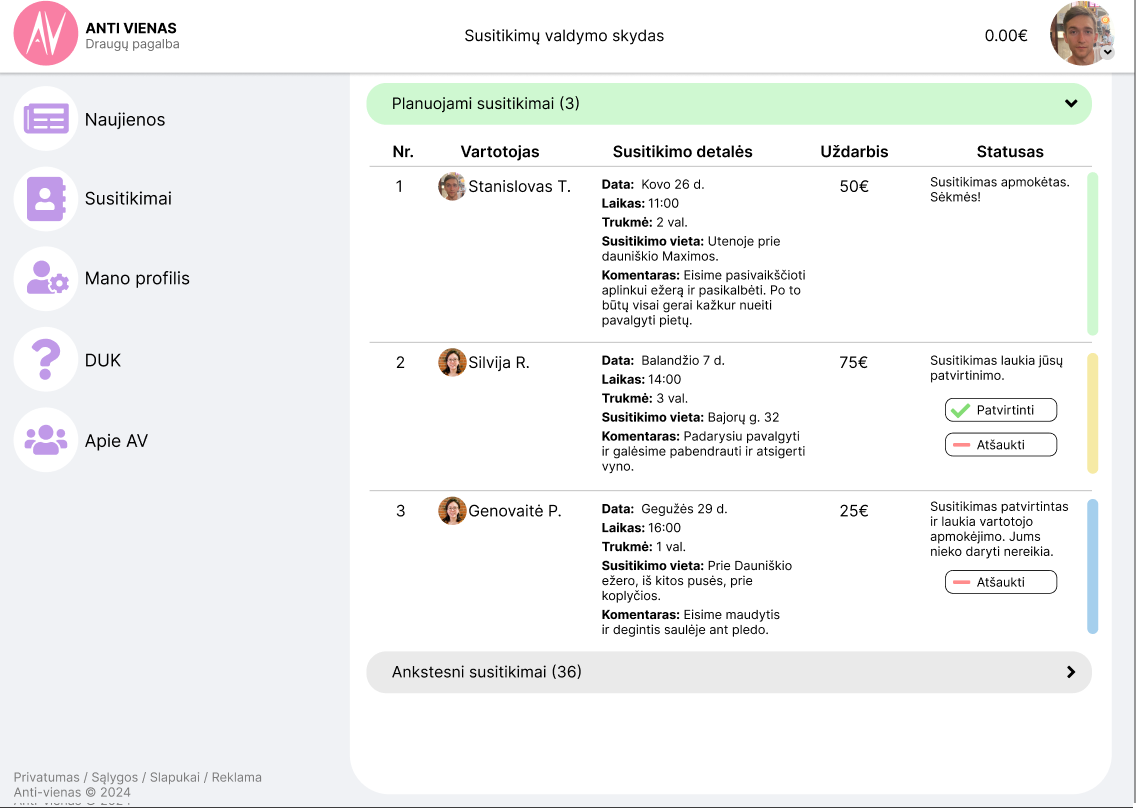 ANTI VIENAS
Draugų pagalba
Susitikimų valdymo skydas
0.00€
Naujienos
Susitikimai
Mano profilis
DUK
Apie AV
Planuojami susitikimai (3)
Nr. Vartotojas Susitikimo detalės Uždarbis Statusas
1 Stanislovas T.
Data: Kovo 26 d.
Laikas: 11:00
Trukmė: 2 val.
Susitikimo vieta: Utenoje prie
dauniškio Maximos.
Komentaras: Eisime pasivaikščioti
aplinkui ežerą ir pasikalbėti. Po to
būtų visai gerai kažkur nueiti
pavalgyti pietų.
50€
Susitikimas apmokėtas.
Sėkmės!
2 Silvija R.
Data: Balandžio 7 d.
Laikas: 14:00
Trukmė: 3 val.
Susitikimo vieta: Bajorų g. 32
Komentaras: Padarysiu pavalgyti
ir galėsime pabendrauti ir atsigerti
vyno.
75€
Susitikimas laukia jūsų
patvirtinimo.
Patvirtinti
Atšaukti
3 Genovaitė P.
Data: Gegužės 29 d.
Laikas: 16:00
Trukmė: 1 val.
Susitikimo vieta: Prie Dauniškio
ežero, iš kitos pusės, prie
koplyčios.
Komentaras: Eisime maudytis
ir degintis saulėje ant pledo.
25€
Susitikimas patvirtintas
ir laukia vartotojo
apmokėjimo. Jums
nieko daryti nereikia.
Atšaukti
Ankstesni susitikimai (36)
Privatumas / Sąlygos / Slapukai / Reklama
Anti-vienas © 2024
Anti-vienas © 2024